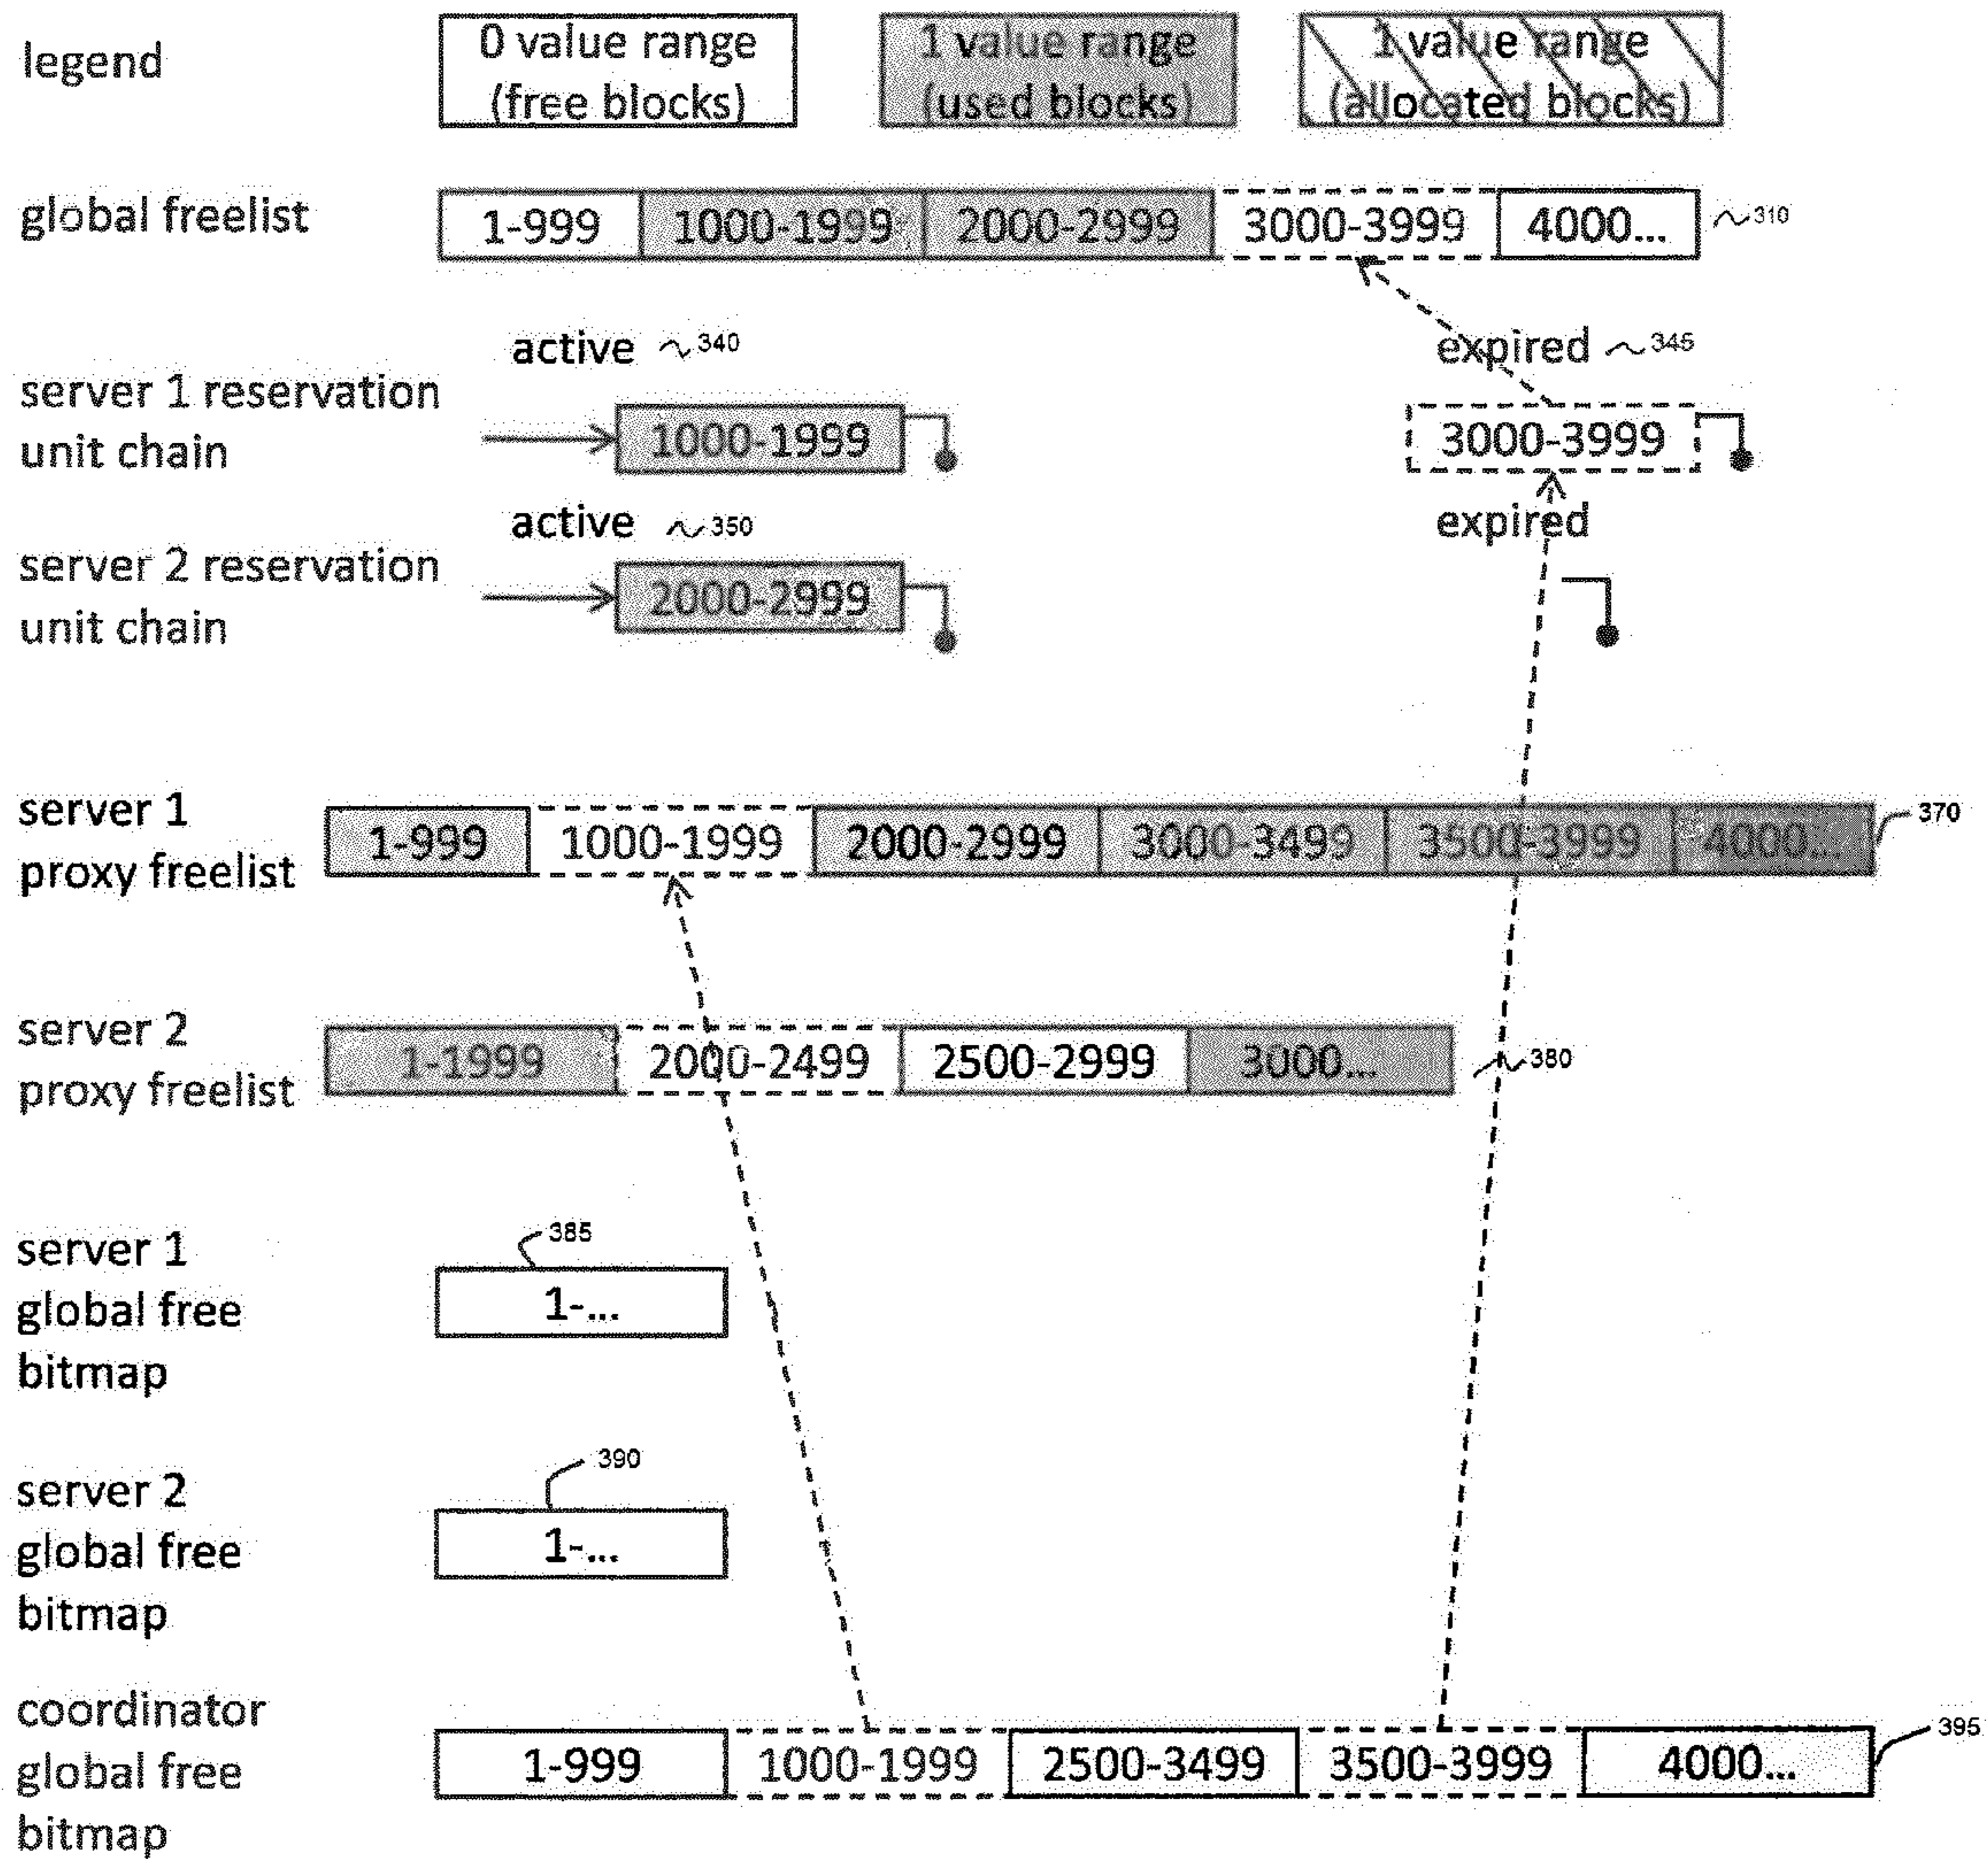 legend
0 value range
(free blocks)
1 value range
(used blocks)
1 value range
(allocated blocks)
global freelist
1-999 1000-1999 2000-2999 3000-3999 4000... 310
active 340
expired 345
server 1 reservation
unit chain
1000-1999
3000-3999
active 350
expired
server 2 reservation
unit chain
2000-2999
server 1
proxy freelist
1-999 1000-1999 2000-2999 3000-3499 3500-3999 4000... 370
server 2
proxy freelist
1-1999 2000-2499 2500-2999 3000... 380
server 1
global free
bitmap
385
1-...
server 2
global free
bitmap
390
1-...
coordinator
global free
bitmap
1-999 1000-1999 2500-3499 3500-3999 4000... 395